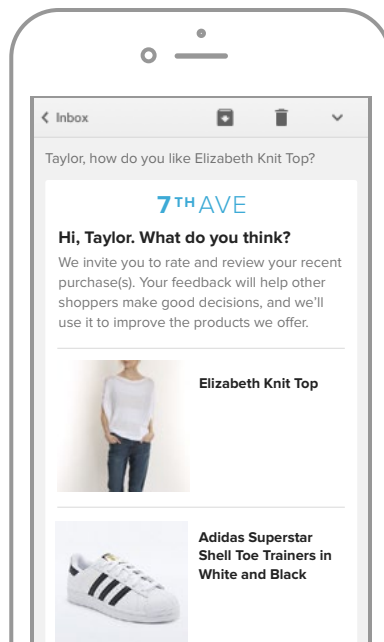 Inbox
Taylor, how do you like Elizabeth Knit Top?
7TH AVE
Hi, Taylor. What do you think?
We invite you to rate and review your recent
purchase(s). Your feedback will help other
shoppers make good decisions, and we'll
use it to improve the products we offer.
Elizabeth Knit Top
Adidas Superstar
Shell Toe Trainers in
White and Black